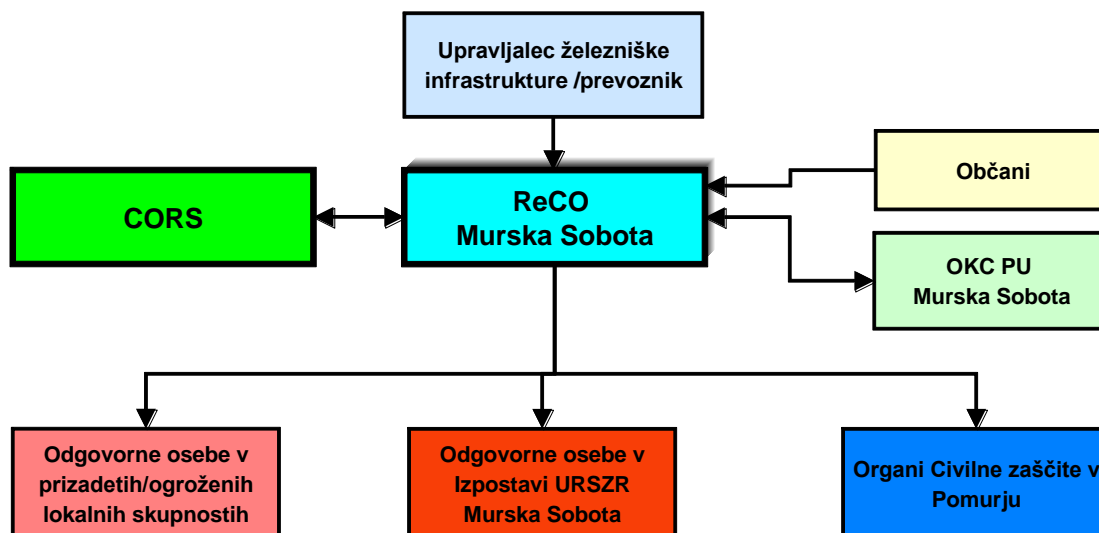 Upravljalec železniške
infrastrukture /prevoznik
Občani
CORS
ReCO
Murska Sobota
OKC PU
Murska Sobota
Odgovorne osebe v
prizadetih/ogroženih
lokalnih skupnostih
Odgovorne osebe v
Izpostavi URSZR
Murska Sobota
Organi Civilne zaščite v
Pomurju